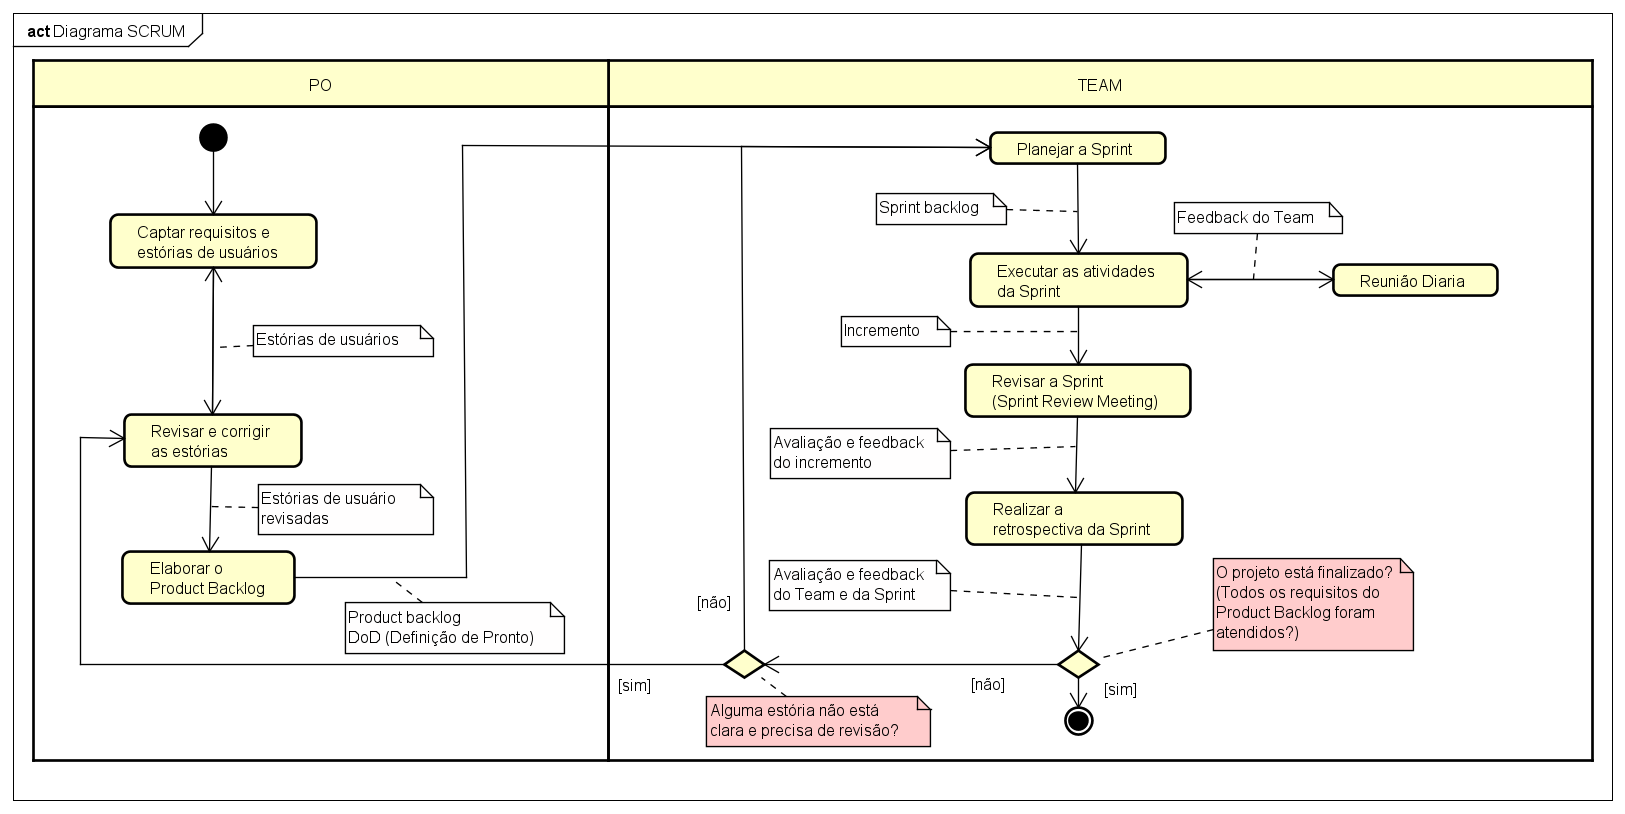 act Diagrama SCRUM
PO
TEAM
Captar requisitos e
estórias de usuários
Estórias de usuários
Revisar e corrigir
as estórias
Estórias de usuário
revisadas
Elaborar o
Product Backlog
Product backlog
DoD (Definição de Pronto)
Planejar a Sprint
Sprint backlog
Feedback do Team
Executar as atividades
da Sprint
Reunião Diaria
Incremento
Revisar a Sprint
(Sprint Review Meeting)
Avaliação e feedback
do incremento
Realizar a
retrospectiva da Sprint
Avaliação e feedback
do Team e da Sprint
O projeto está finalizado?
(Todos os requisitos do
Product Backlog foram
atendidos?)
[não]
[sim]
[não]
[sim]
Alguma estória não está
clara e precisa de revisão?